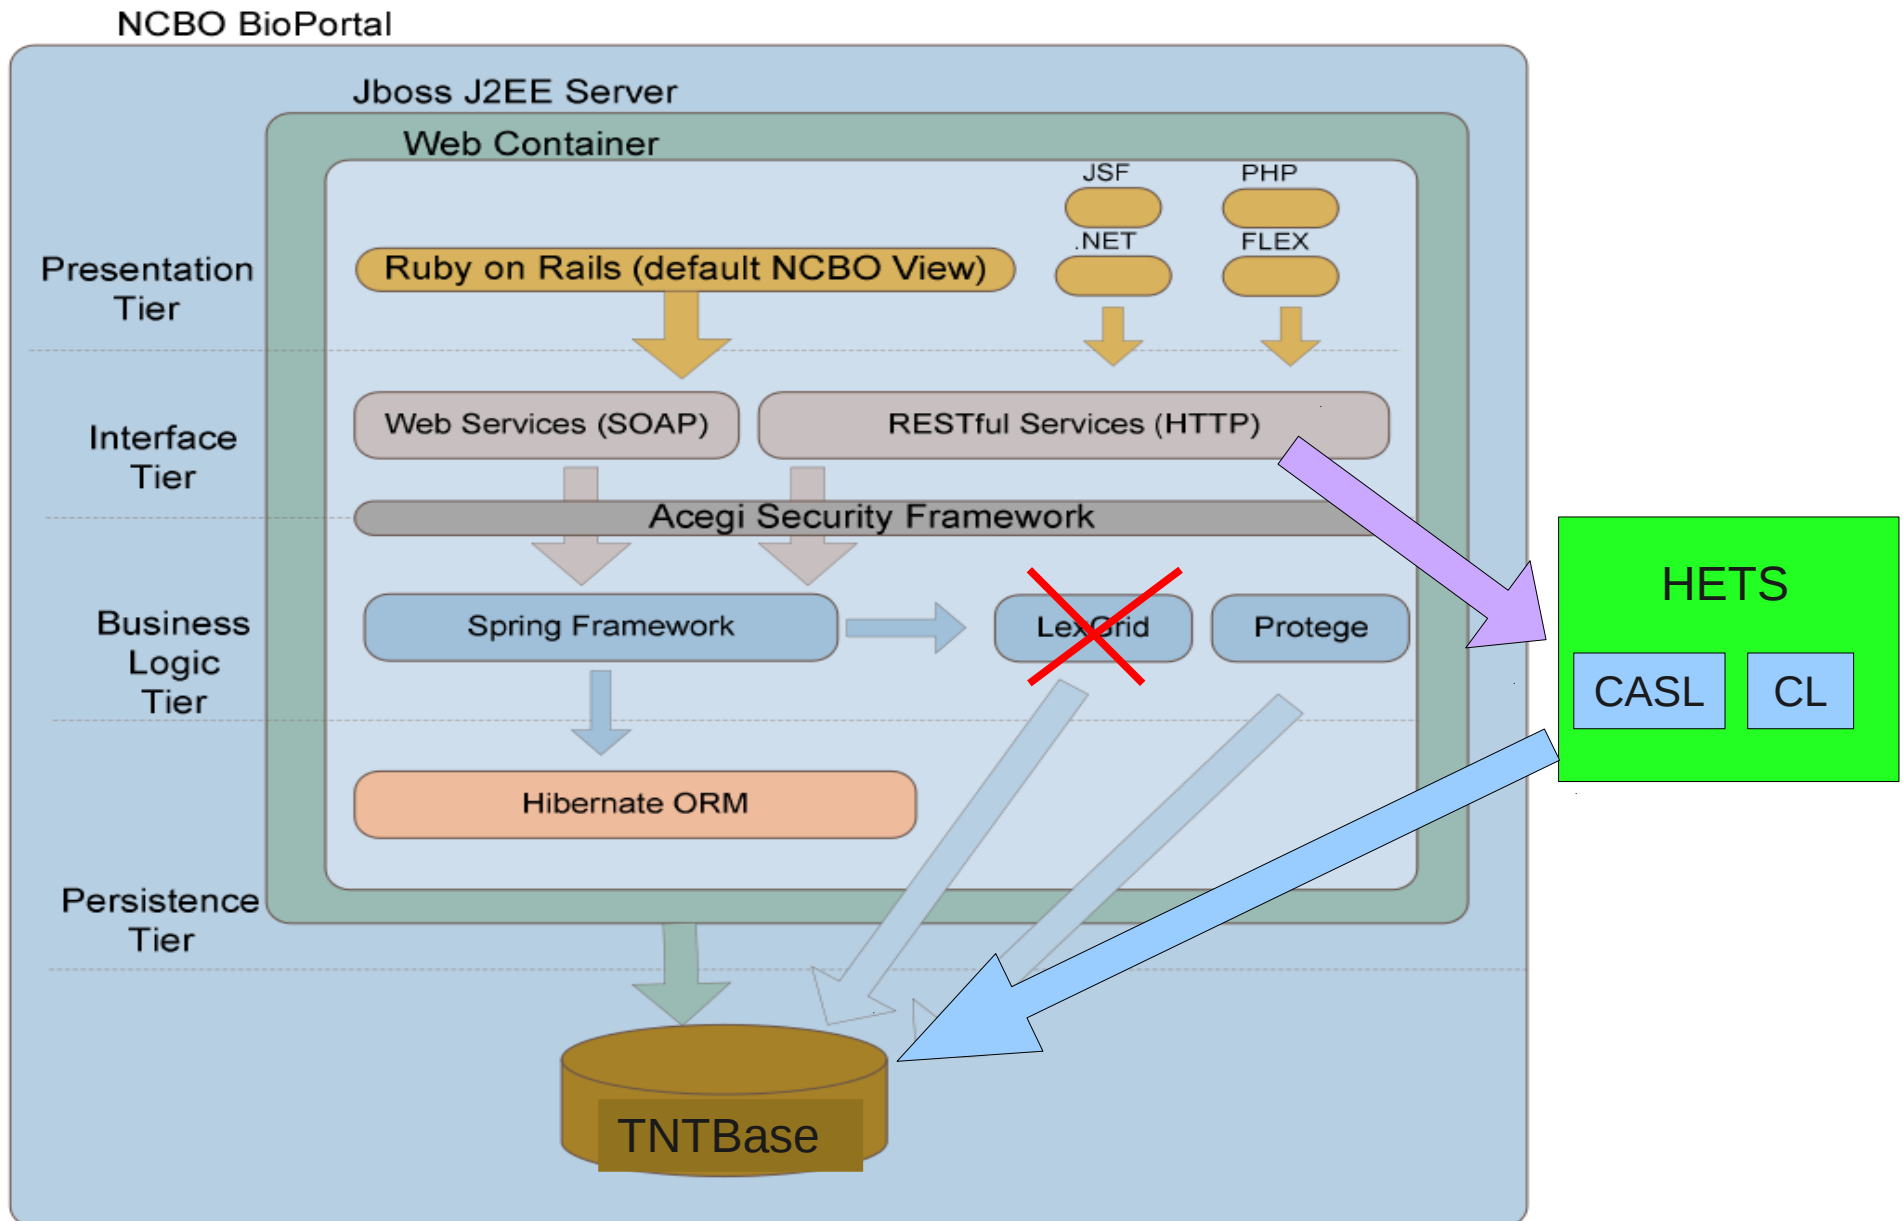 NCBO BioPortal
Jboss J2EE Server
Web Container
JSF
PHP
.NET
FLEX
Presentation
Tier
Ruby on Rails (default NCBO View)
Interface
Tier
Web Services (SOAP)
RESTful Services (HTTP)
Acegi Security Framework
Business
Logic
Tier
Spring Framework
LexGrid
Protege
HETS
CASL
CL
Hibernate ORM
Persistence
Tier
TNTBase